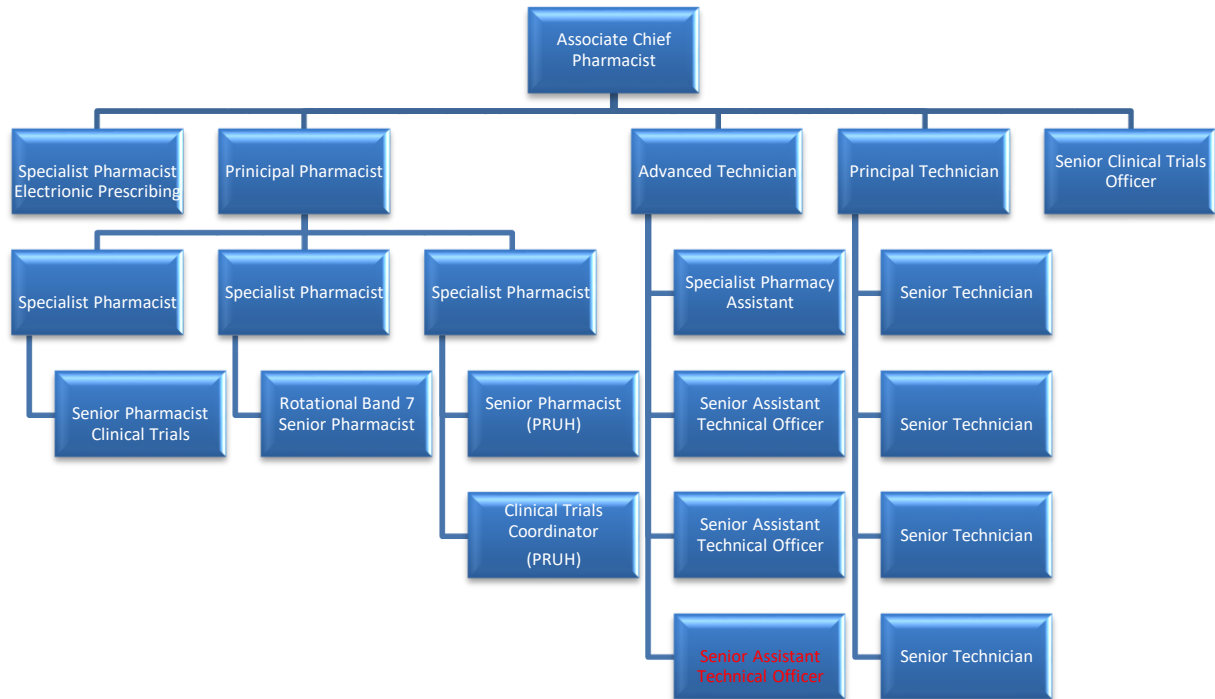 Associate Chief
Pharmacist
Specialist Pharmacist
Electrionic Prescribing
Prinicipal Pharmacist
Advanced Technician
Principal Technician
Senior Clinical Trials
Officer
Specialist Pharmacist
Specialist Pharmacist
Specialist Pharmacist
Specialist Pharmacy
Assistant
Senior Technician
Senior Pharmacist
Clinical Trials
Rotational Band 7
Senior Pharmacist
Senior Pharmacist
(PRUH)
Senior Assistant
Technical Officer
Senior Technician
Clinical Trials
Coordinator
(PRUH)
Senior Assistant
Technical Officer
Senior Technician
Senior Assistant
Technical Officer
Senior Technician